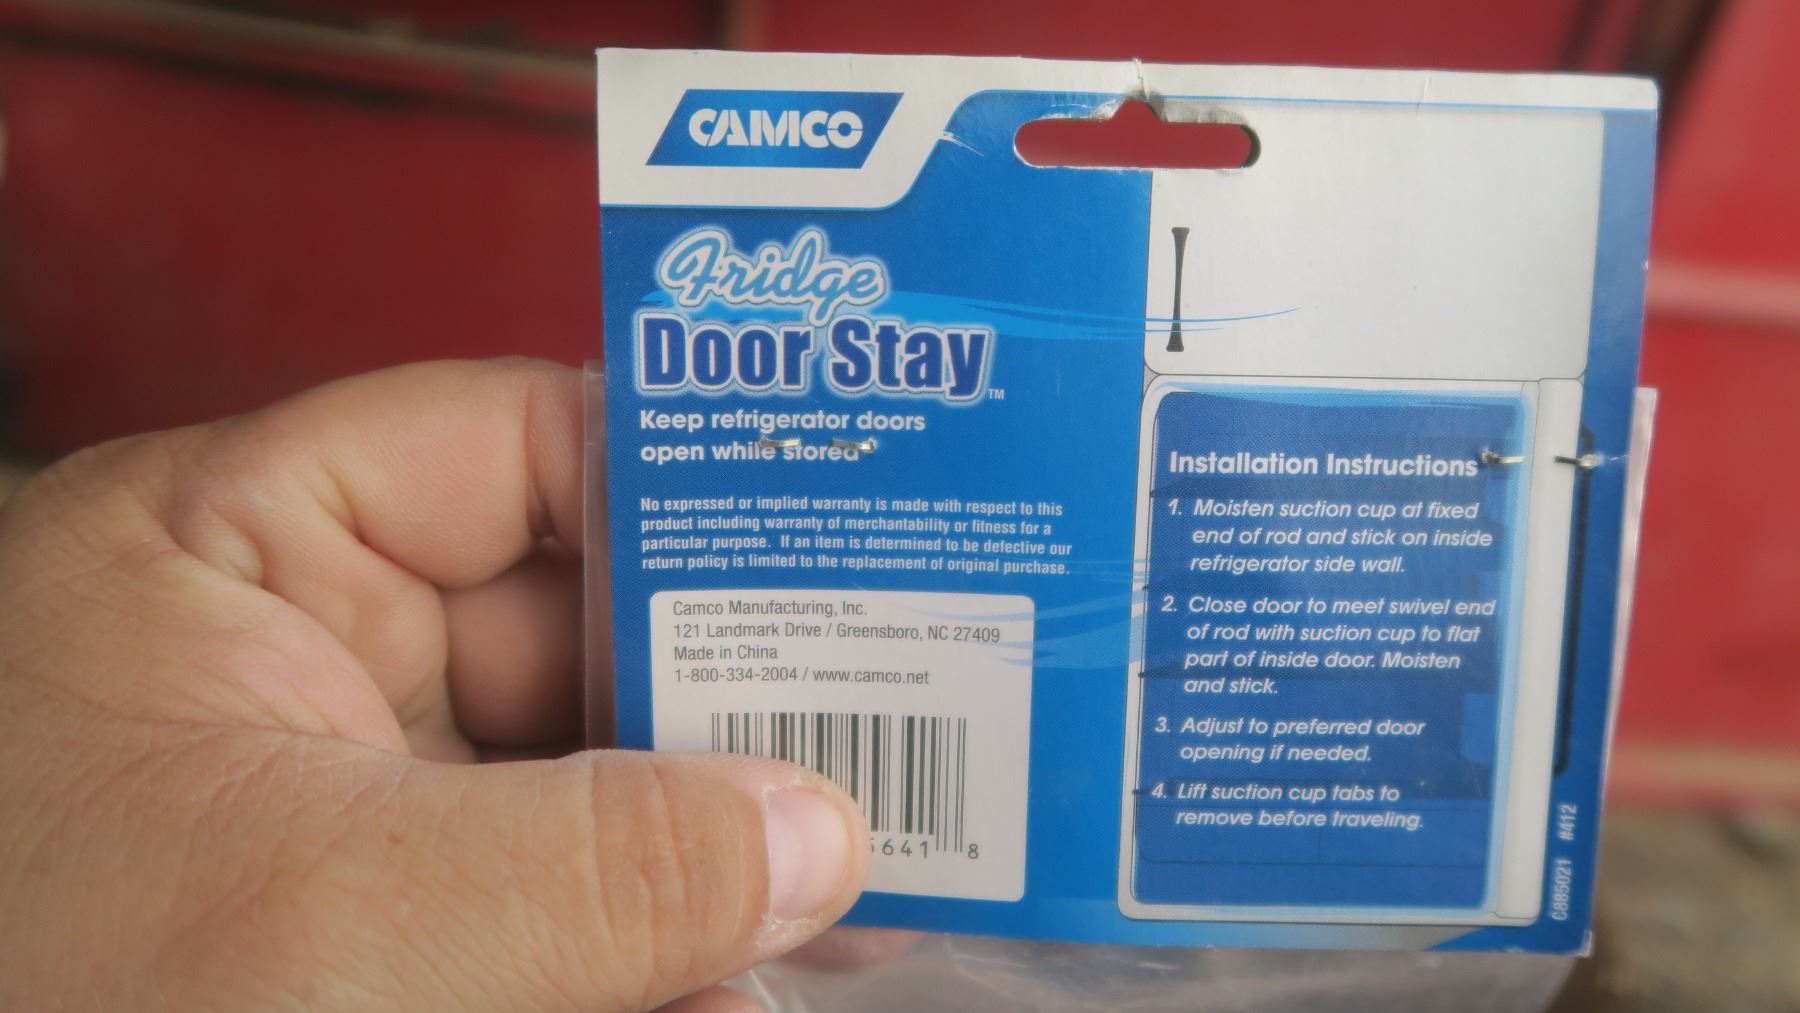 CAMCO
Fridge
Door Stay™
Keep refrigerator doors
open while stored
No expressed or implied warranty is made with respect to this
product including warranty of merchantability or fitness for a
particular purpose. If an item is determined to be defective our
return policy is limited to the replacement of original purchase.
Camco Manufacturing, Inc.
121 Landmark Drive / Greensboro, NC 27409
Made in China
1-800-334-2004 / www.camco.net
5641 8
Installation Instructions
1. Moisten suction cup at fixed
end of rod and stick on inside
refrigerator side wall.
2. Close door to meet swivel end
of rod with suction cup to flat
part of inside door. Moisten
and stick.
3. Adjust to preferred door
opening if needed.
4. Lift suction cup tabs to
remove before traveling.
C885021 #412